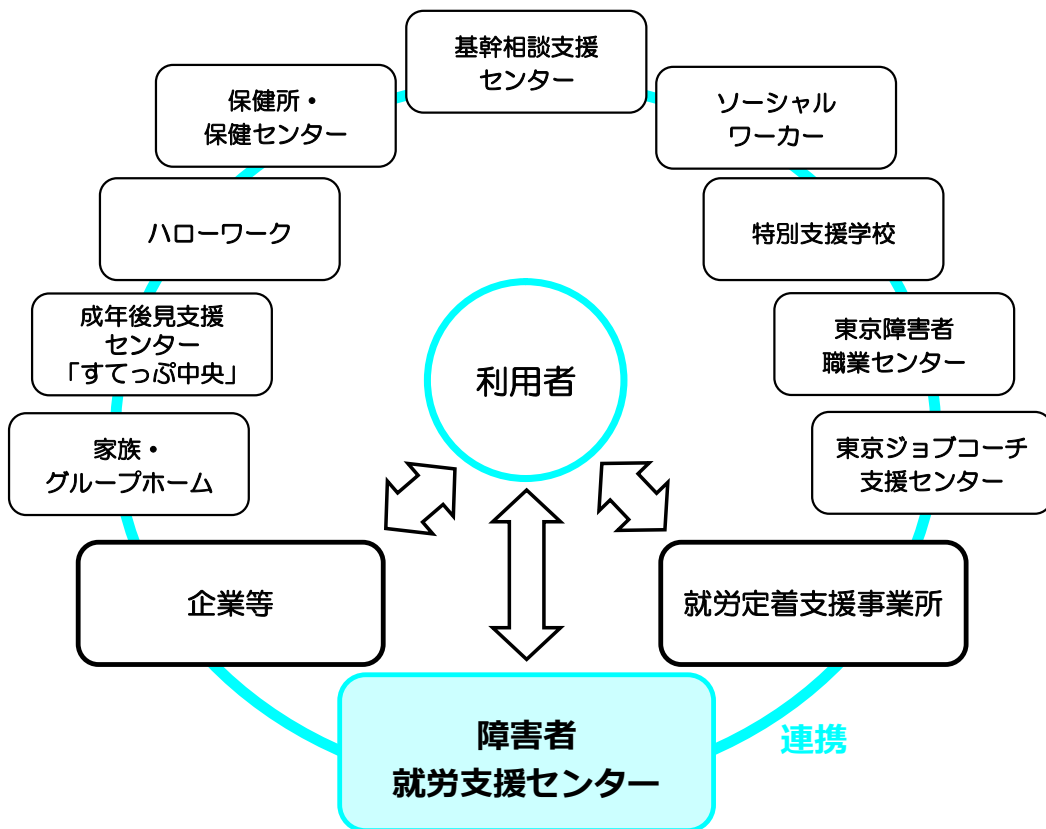 基幹相談支援
センター
保健所・
保健センター
ソーシャル
ワーカー
ハローワーク
特別支援学校
成年後見支援
センター
「すてっぷ中央」
東京障害者
職業センター
利用者
家族・
グループホーム
東京ジョブコーチ
支援センター
企業等
就労定着支援事業所
障害者
就労支援センター
連携